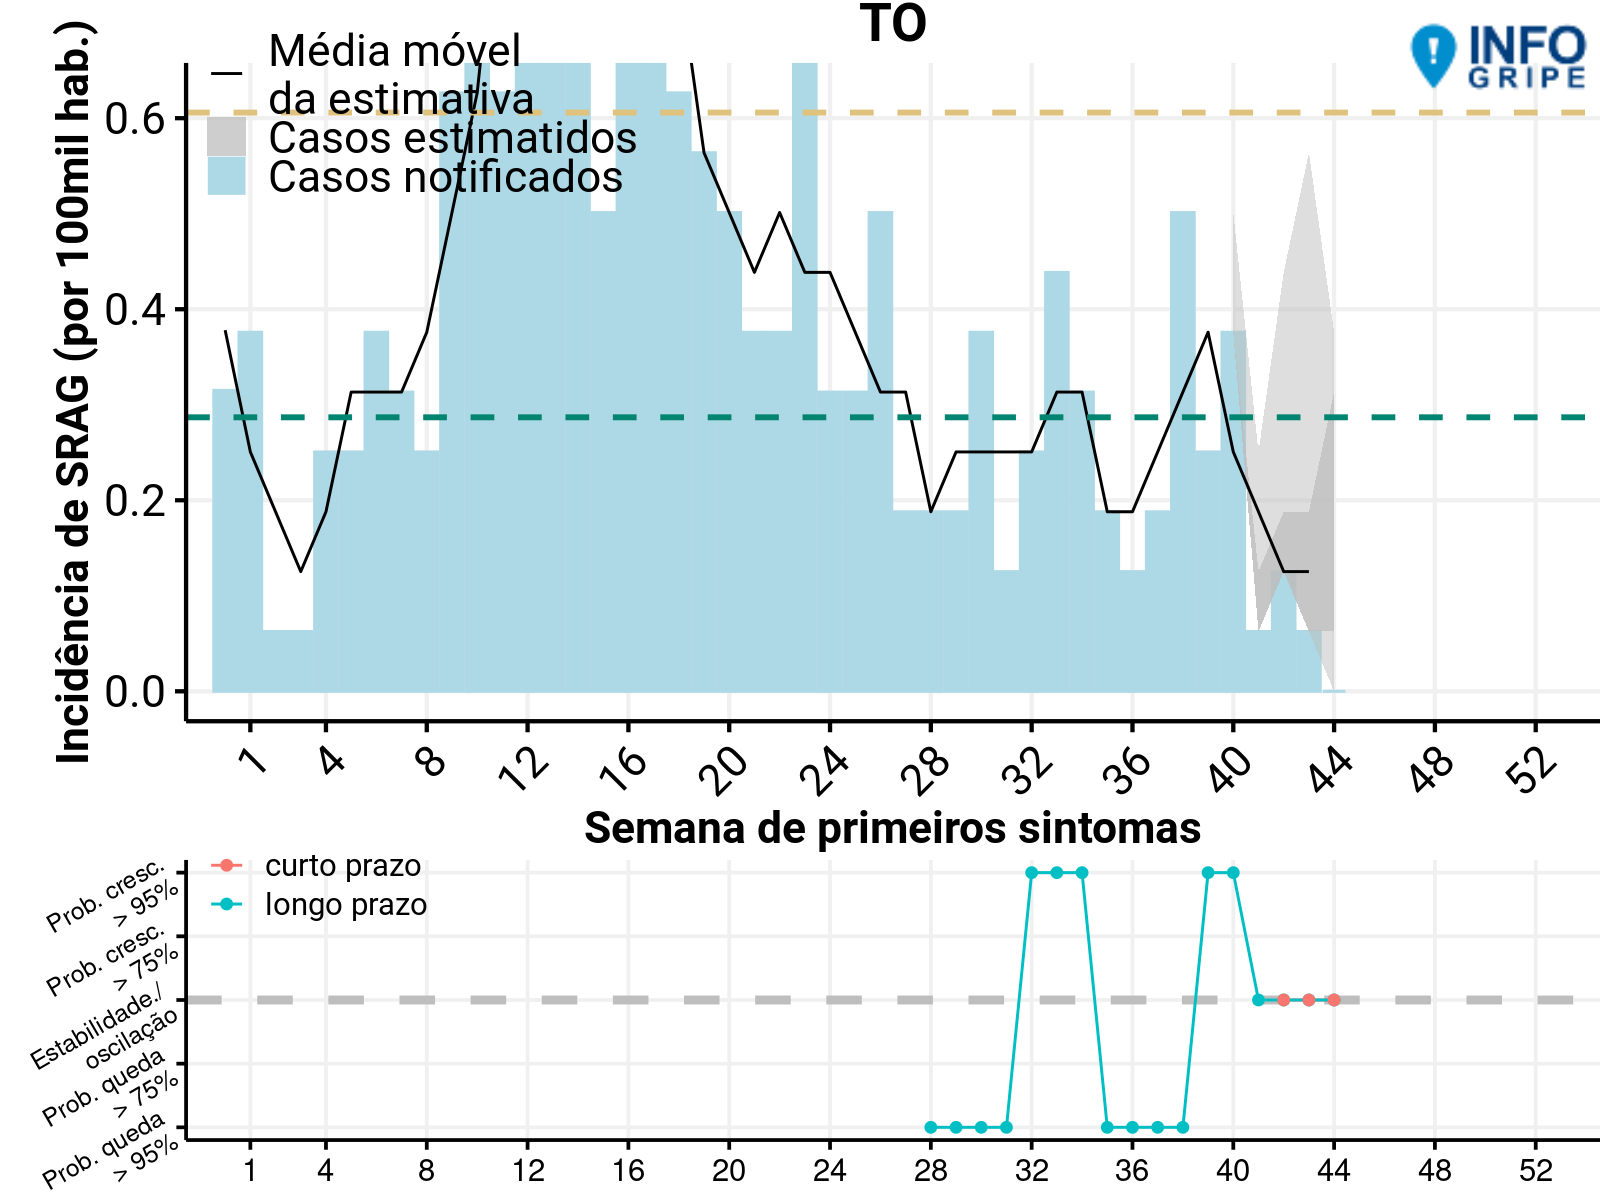 TO
INFO
GRIPE
Média móvel
da estimativa
Casos estimatidos
Casos notificados
Incidência de SRAG (por 100mil hab.)
0.6
0.4
0.2
0.0
1 4 8 12 16 20 24 28 32 36 40 44 48 52
Semana de primeiros sintomas
curto prazo
longo prazo
Prob. cresc.
> 95%
Prob. cresc.
> 75%
Estabilidade./
oscilação
Prob. queda
> 75%
Prob. queda
> 95%
1 4 8 12 16 20 24 28 32 36 40 44 48 52